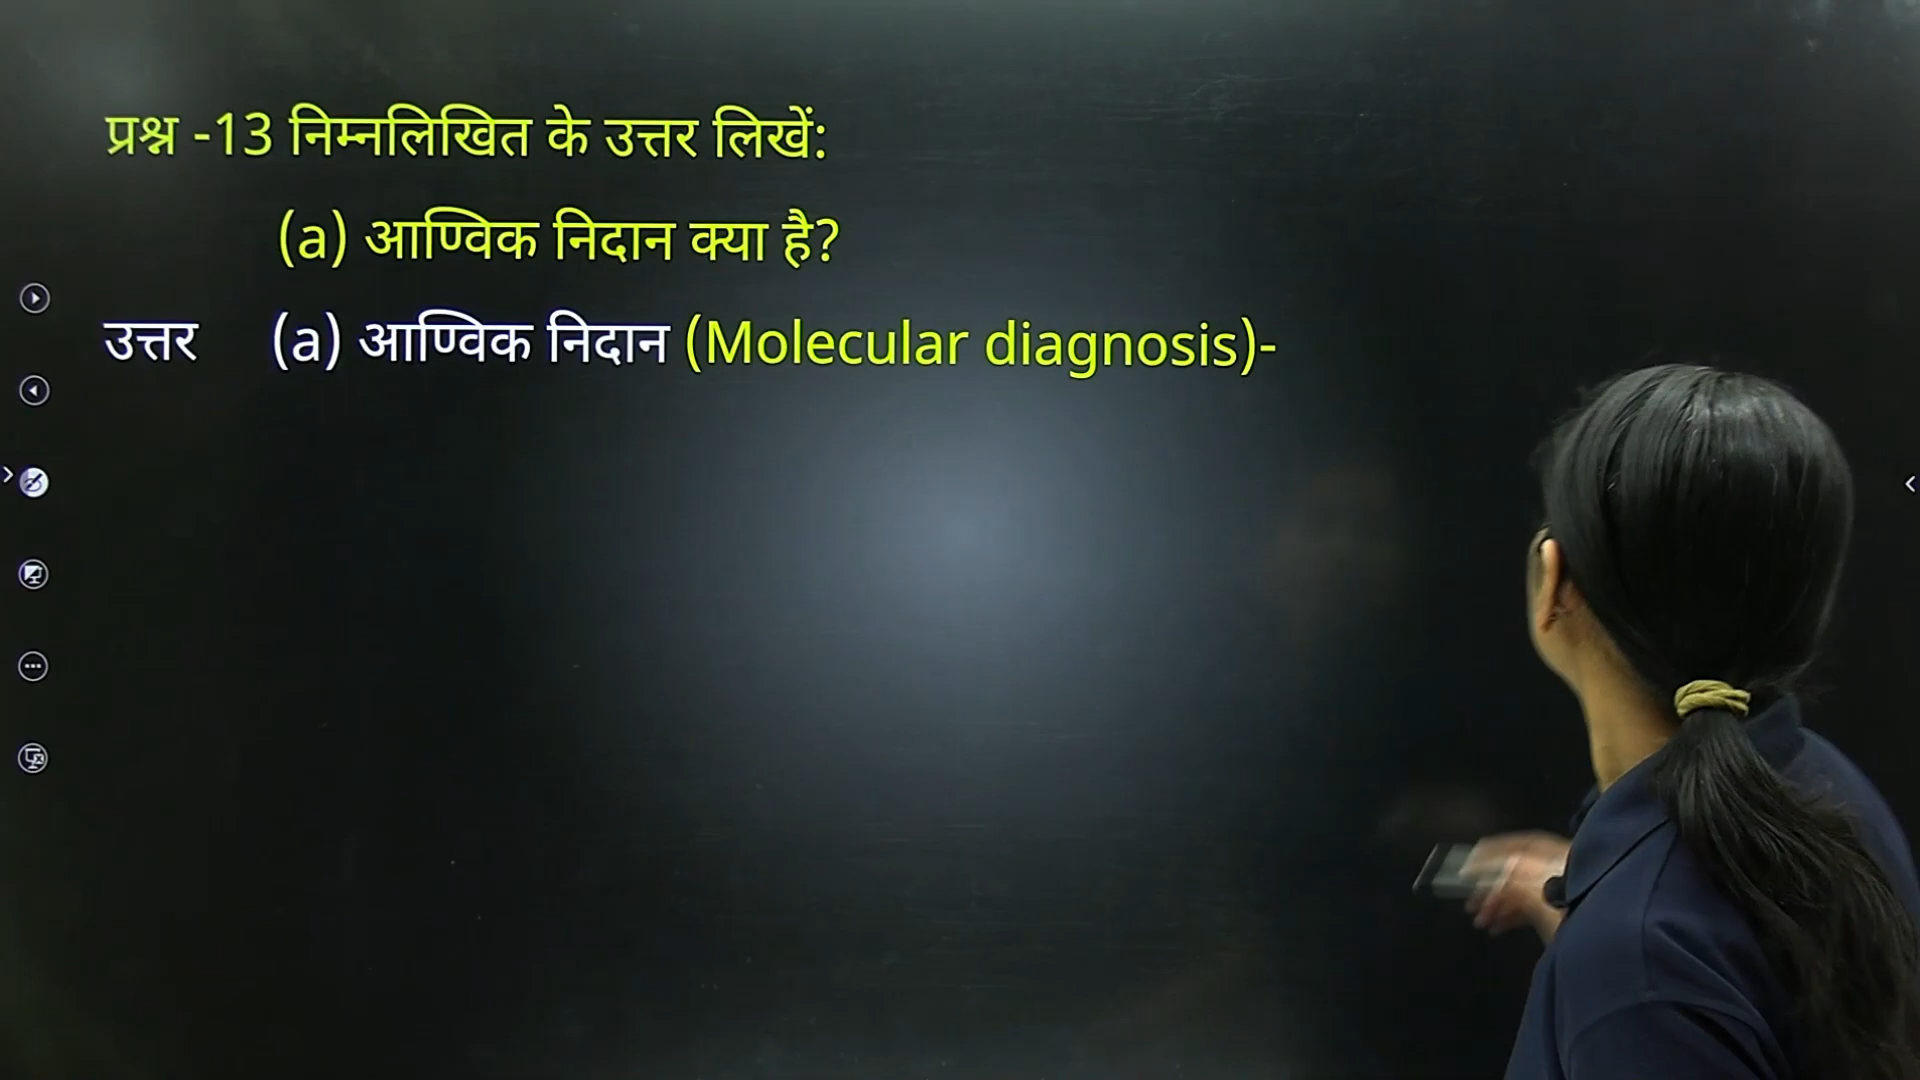 प्रश्न -13 निम्नलिखित के उत्तर लिखें:
(a) आण्विक निदान क्या है?
उत्तर (a) आण्विक निदान (Molecular diagnosis)-